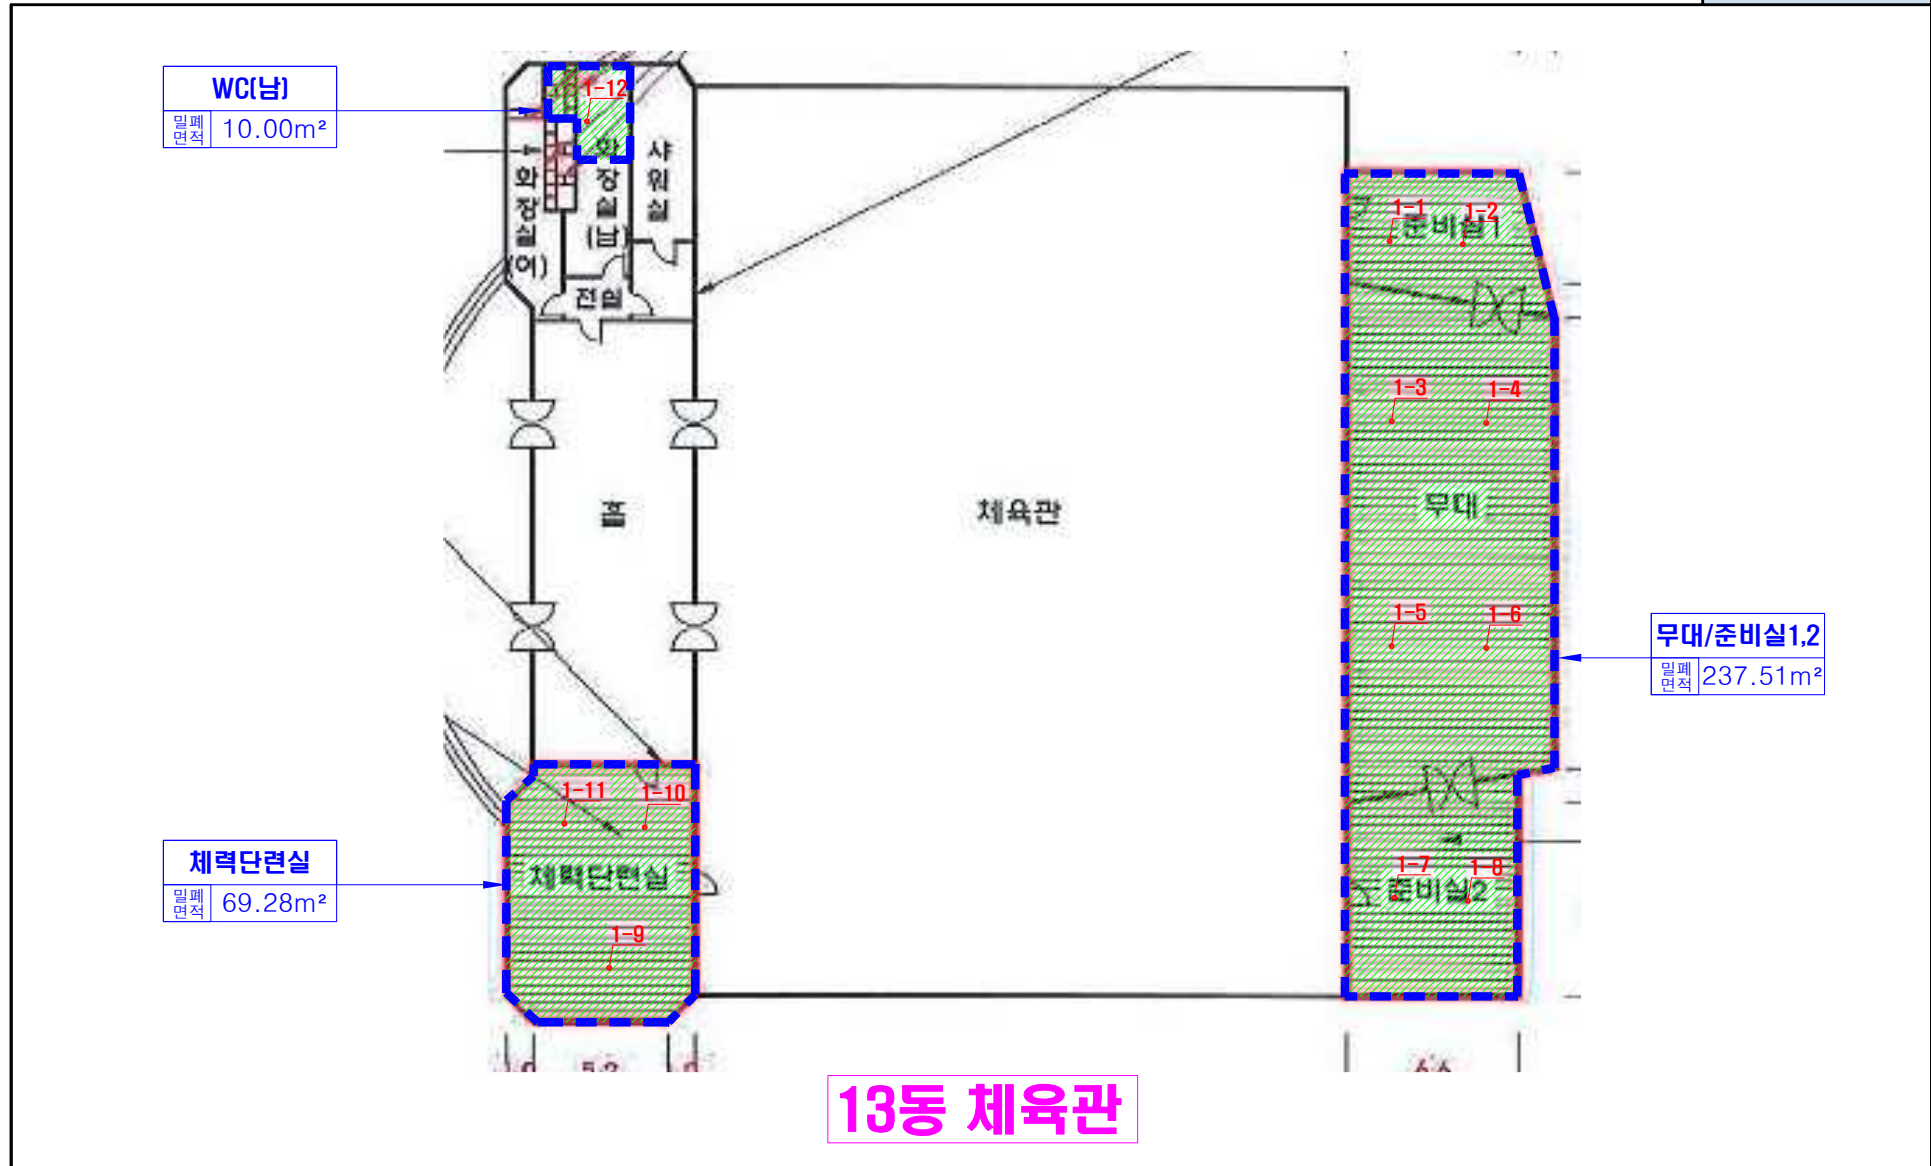 WC(남)
밀폐
면적
10.00m²
1-12
화
장
실
(여)
화
장
실
(남)
샤
워
실
전실
홀
체육관
1-1
1-2
준비실1
1-3
1-4
무대
1-5
1-6
무대/준비실1,2
밀폐
면적
237.51m²
1-7
1-8
준비실2
1-11
1-10
체력단련실
1-9
체력단련실
밀폐
면적
69.28m²
13동 체육관